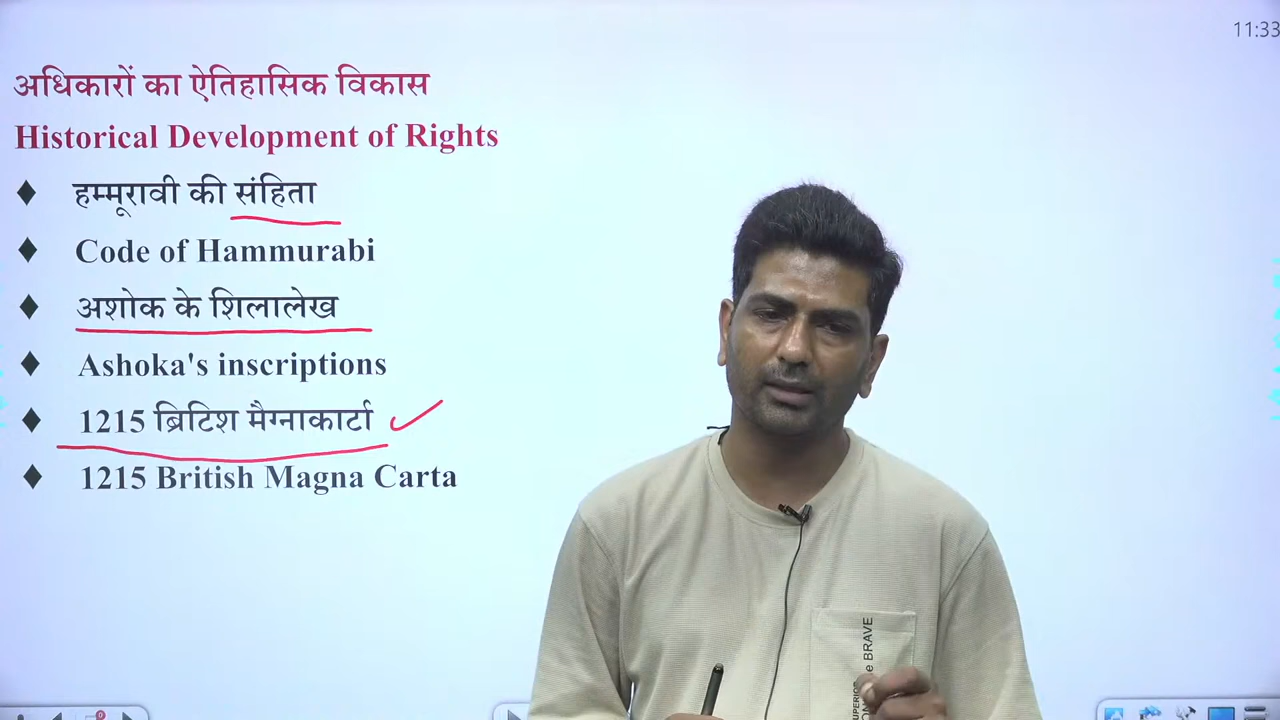 11:33
अधिकारों का ऐतिहासिक विकास
Historical Development of Rights
♦ हम्मूरावी की संहिता
♦ Code of Hammurabi
♦ अशोक के शिलालेख
♦ Ashoka's inscriptions
♦ 1215 ब्रिटिश मैग्नाकार्टा
♦ 1215 British Magna Carta
BRAVE